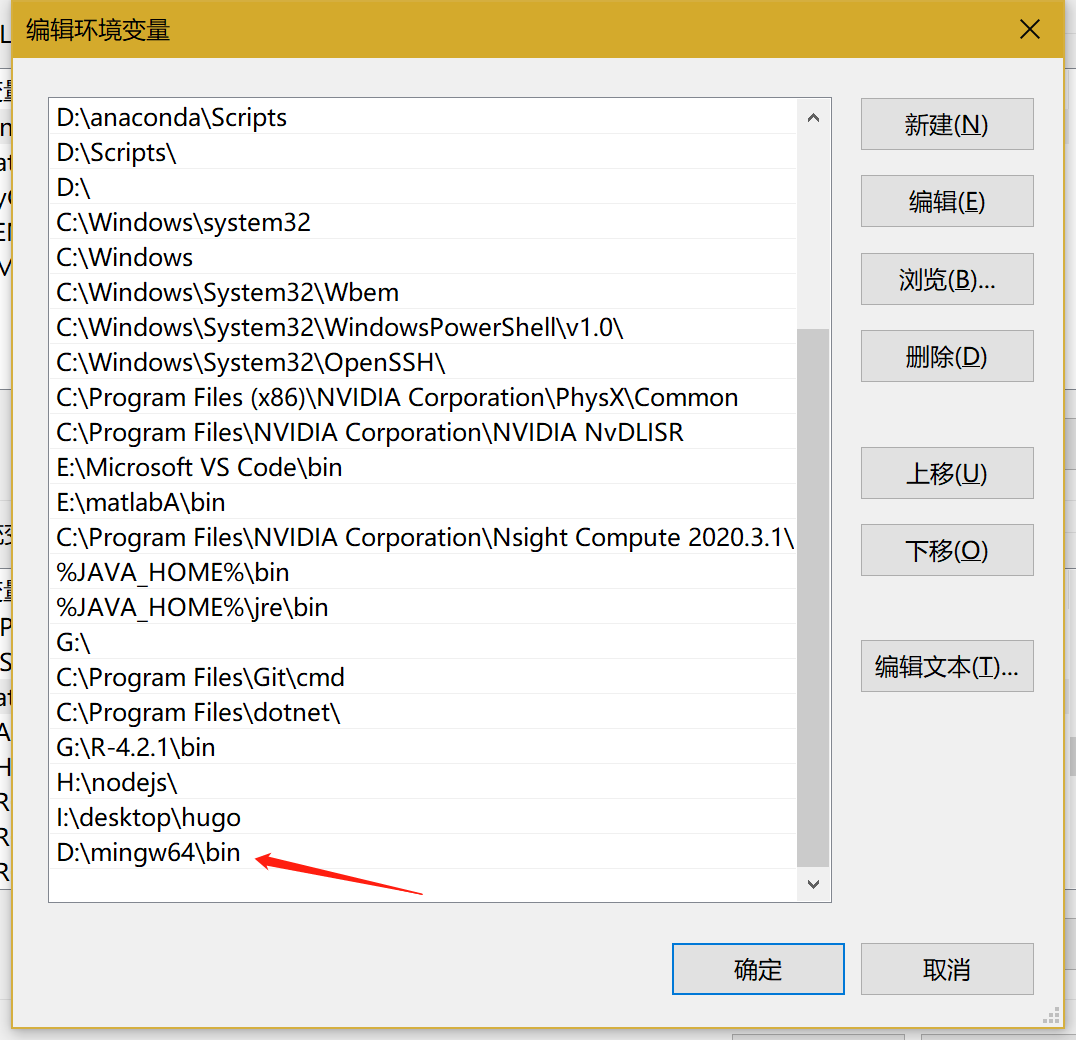 编辑环境变量
D:\anaconda\Scripts
D:\Scripts\
D:\
C:\Windows\system32
C:\Windows
C:\Windows\System32\Wbem
C:\Windows\System32\WindowsPowerShell\v1.0\
C:\Windows\System32\OpenSSH\
C:\Program Files (x86)\NVIDIA Corporation\PhysX\Common
C:\Program Files\NVIDIA Corporation\NVIDIA NvDLISR
E:\Microsoft VS Code\bin
E:\matlabA\bin
C:\Program Files\NVIDIA Corporation\Nsight Compute 2020.3.1\
%JAVA_HOME%\bin
%JAVA_HOME%\jre\bin
G:\
C:\Program Files\Git\cmd
C:\Program Files\dotnet\
G:\R-4.2.1\bin
H:\nodejs\
I:\desktop\hugo
D:\mingw64\bin
新建(N)
编辑(E)
浏览(B)...
删除(D)
上移(U)
下移(O)
编辑文本(T)...
确定
取消